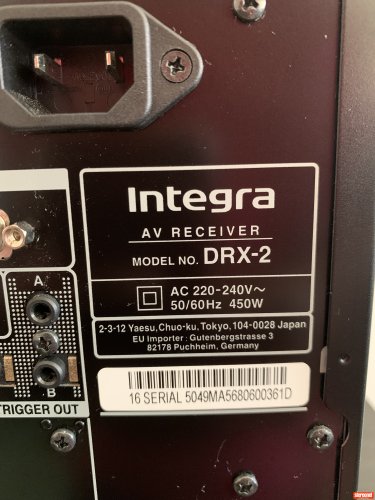 Integra
AV RECEIVER
MODEL NO. DRX-2
AC 220-240V~
50/60Hz 450W
2-3-12 Yaesu, Chuo-ku, Tokyo, 104-0028 Japan
EU Importer : Gutenbergstrasse 3
82178 Puchheim, Germany
A
B
TRIGGER OUT
16 SERIAL 5049MA5680600361D